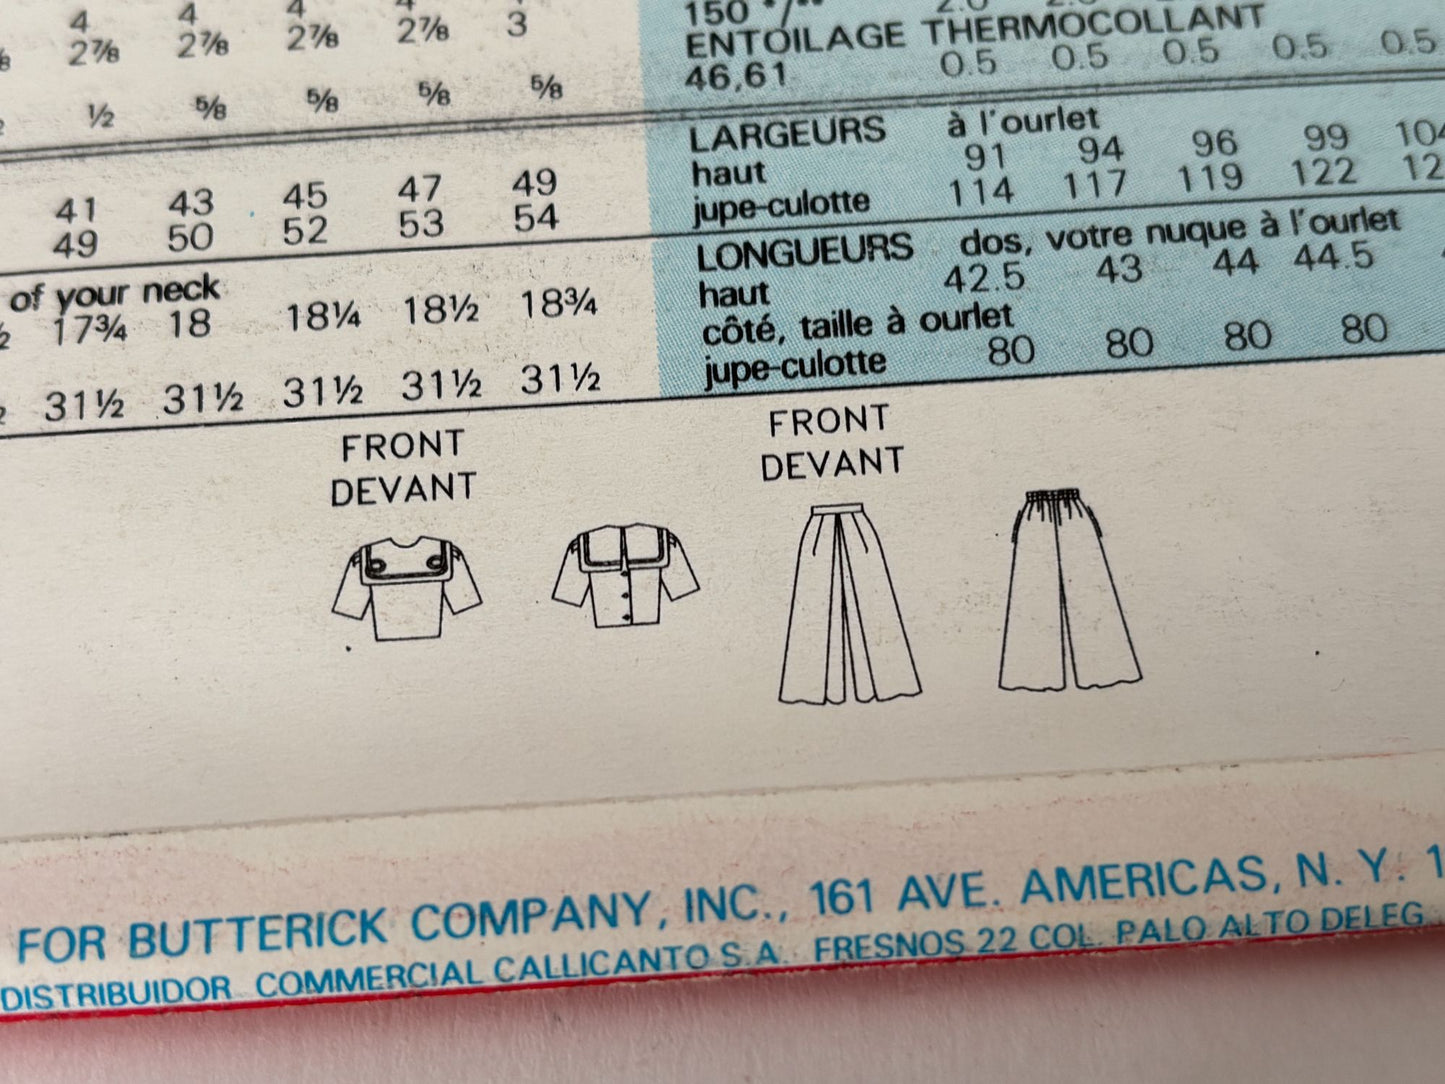 4 4 4 4
2⅞ 2⅞ 2⅞ 2⅞ 3
½ ⅝ ⅝ ⅝ ⅝
41 43 45 47 49
49 50 52 53 54
of your neck
17¾ 18 18¼ 18½ 18¾
31½ 31½ 31½ 31½ 31½
150
ENTOILAGE THERMOCOLLANT
46,61 0.5 0.5 0.5 0.5 0.5
LARGEURS à l'ourlet
haut 91 94 96 99
jupe-culotte 114 117 119 122
LONGUEURS dos, votre nuque à l'ourlet
haut 42.5 43 44 44.5
côté, taille à ourlet
jupe-culotte 80 80 80 80
FRONT
DEVANT
FRONT
DEVANT
FOR BUTTERICK COMPANY, INC., 161 AVE. AMERICAS, N. Y. 1
DISTRIBUIDOR COMMERCIAL CALLICANTO S.A. FRESNOS 22 COL. PALO ALTO DELEG.